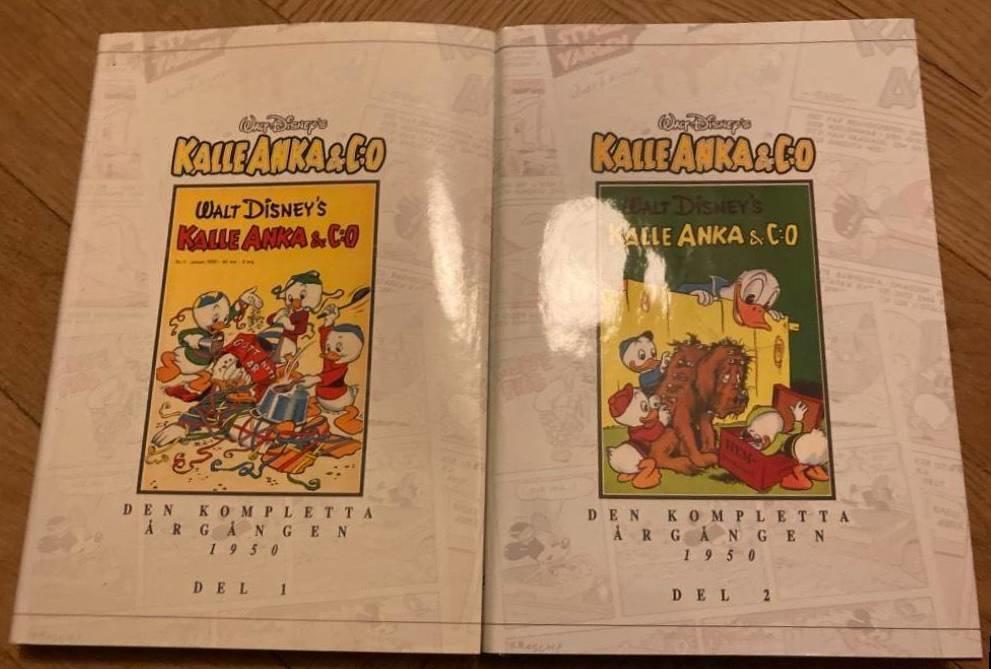 Walt Disney's
KALLE ANKA & C:O
WALT DISNEY'S
KALLE ANKA & C:O
DEN KOMPLETTA
ÅRGÅNGEN
1950
DEL 1
Walt Disney's
KALLE ANKA & C:O
WALT DISNEY'S
KALLE ANKA & C:O
HEM-
DEN KOMPLETTA
ÅRGÅNGEN
1950
DEL 2